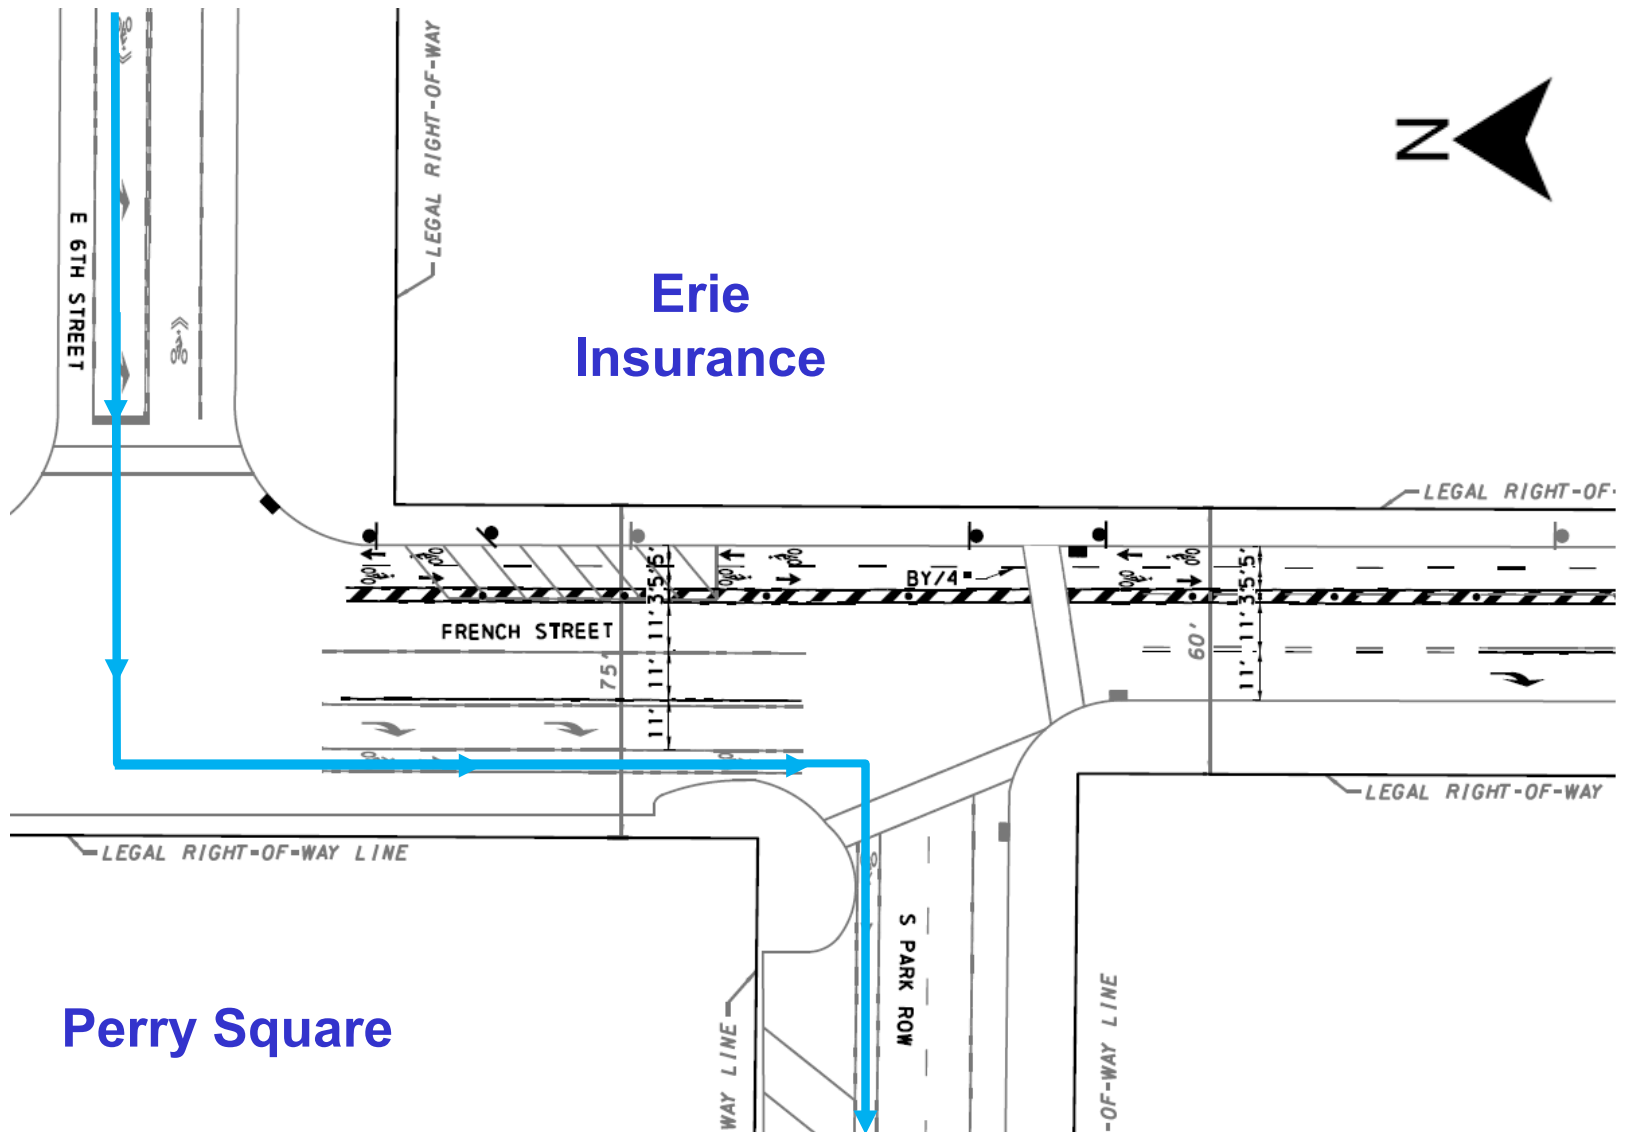 LEGAL RIGHT-OF-WAY
N
E 6TH STREET
Erie
Insurance
LEGAL RIGHT-OF-
BY/4"
5'
5'
3'
11'
11'
11'
75'
FRENCH STREET
5'
5'
3'
11'
11'
60'
LEGAL RIGHT-OF-WAY
LEGAL RIGHT-OF-WAY LINE
S PARK ROW
Perry Square
WAY LINE
-OF-WAY LINE